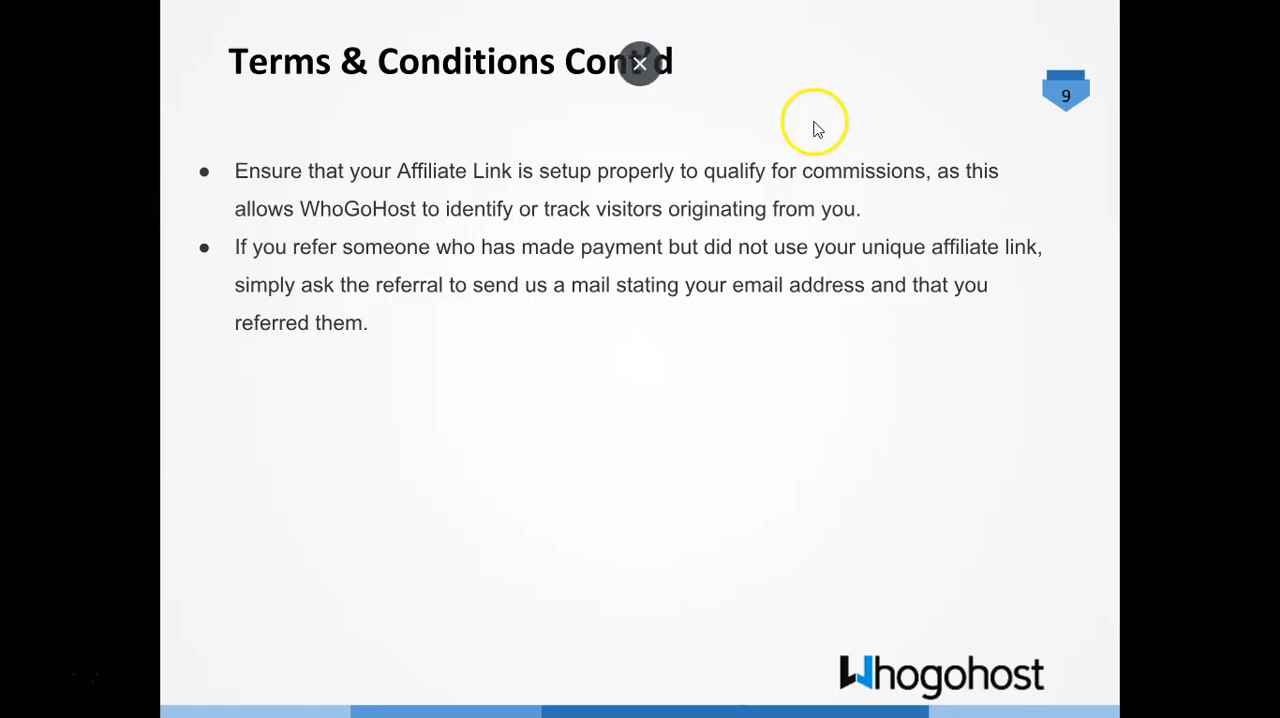 Terms & Conditions Cont'd
9
● Ensure that your Affiliate Link is setup properly to qualify for commissions, as this
allows WhoGoHost to identify or track visitors originating from you.
● If you refer someone who has made payment but did not use your unique affiliate link,
simply ask the referral to send us a mail stating your email address and that you
referred them.
Whogohost